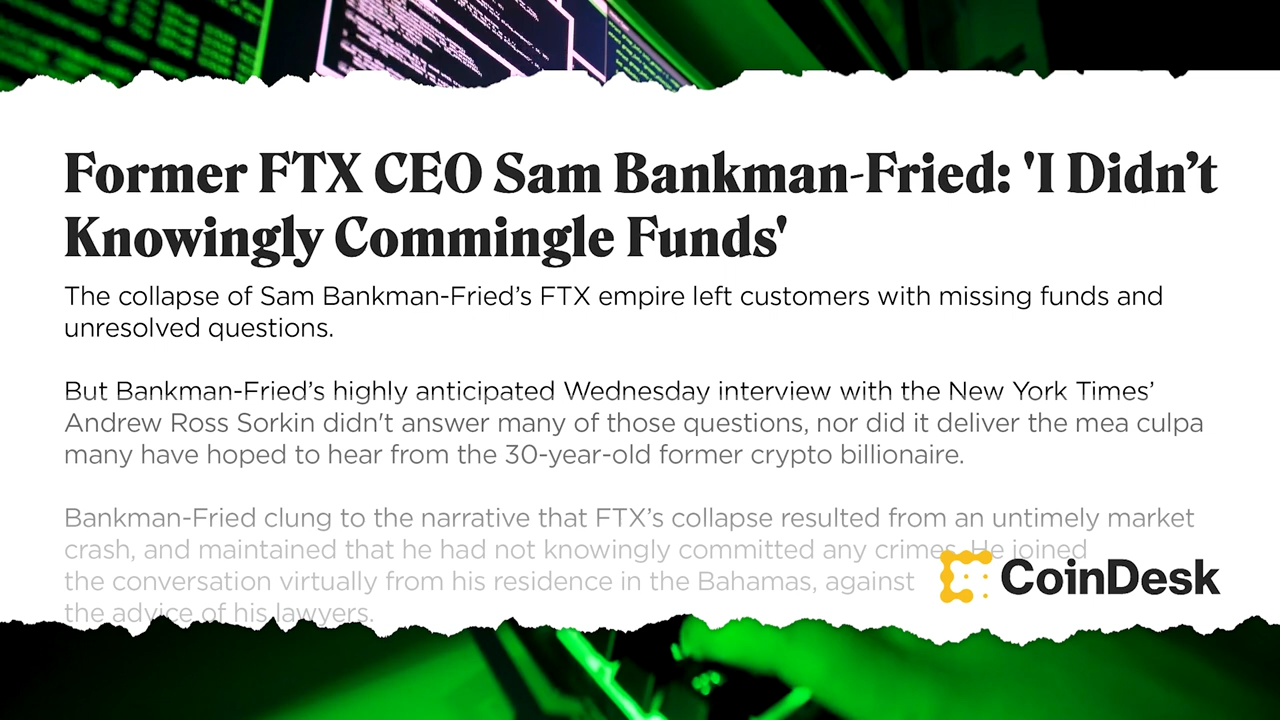 Former FTX CEO Sam Bankman-Fried: 'I Didn’t
Knowingly Commingle Funds'
The collapse of Sam Bankman-Fried’s FTX empire left customers with missing funds and
unresolved questions.
But Bankman-Fried’s highly anticipated Wednesday interview with the New York Times’
Andrew Ross Sorkin didn't answer many of those questions, nor did it deliver the mea culpa
many have hoped to hear from the 30-year-old former crypto billionaire.
Bankman-Fried clung to the narrative that FTX’s collapse resulted from an untimely market
crash, and maintained that he had not knowingly committed any crimes. He joined
the conversation virtually from his residence in the Bahamas, against
the advice of his lawyers.
CoinDesk